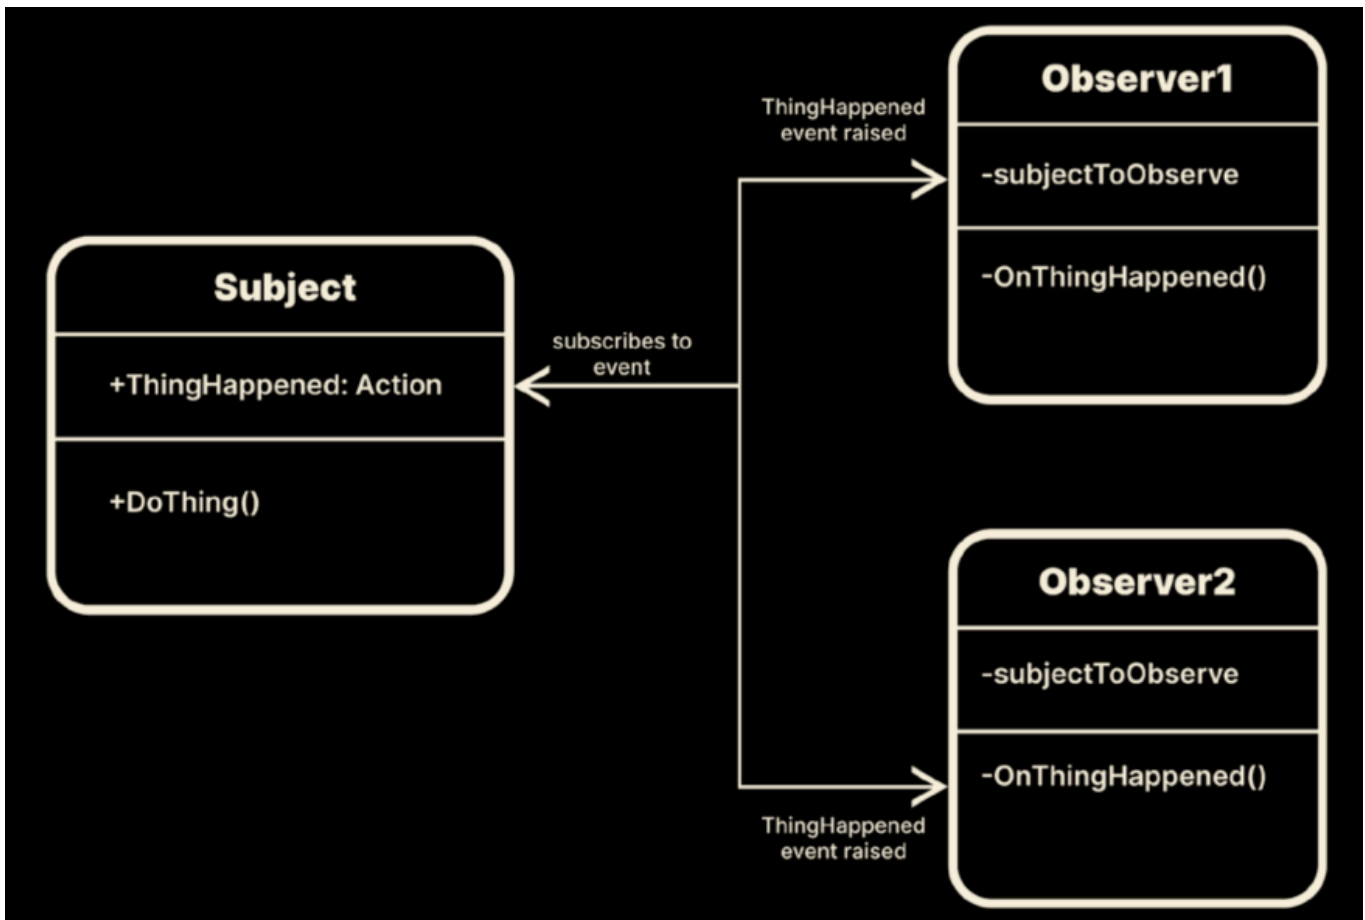 Subject
+ThingHappened: Action
+DoThing()
subscribes to
event
ThingHappened
event raised
Observer1
-subjectToObserve
-OnThingHappened()
Observer2
-subjectToObserve
-OnThingHappened()
ThingHappened
event raised